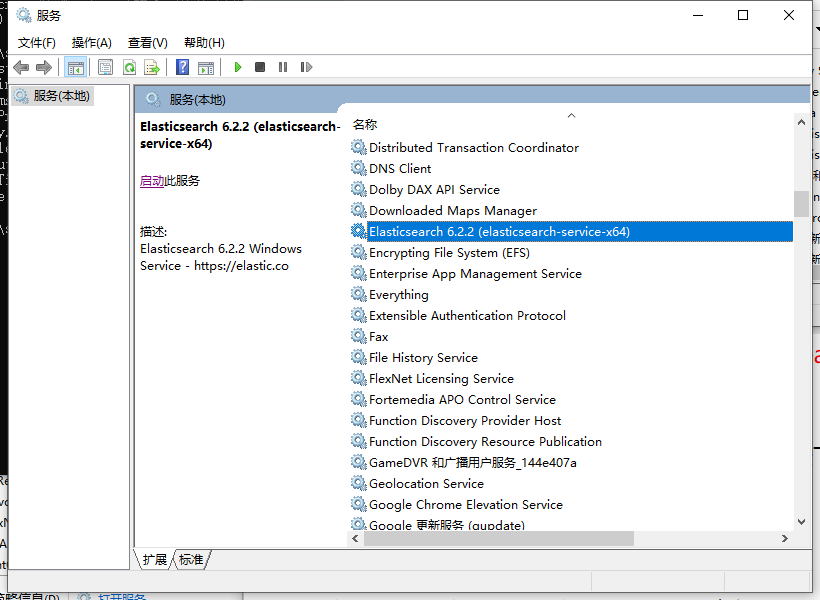 服务
文件(F) 操作(A) 查看(V) 帮助(H)
服务(本地)
服务(本地)
Elasticsearch 6.2.2 (elasticsearch-service-x64)
启动此服务
描述:
Elasticsearch 6.2.2 Windows
Service - https://elastic.co
名称
Distributed Transaction Coordinator
DNS Client
Dolby DAX API Service
Downloaded Maps Manager
Elasticsearch 6.2.2 (elasticsearch-service-x64)
Encrypting File System (EFS)
Enterprise App Management Service
Everything
Extensible Authentication Protocol
Fax
File History Service
FlexNet Licensing Service
Fortemedia APO Control Service
Function Discovery Provider Host
Function Discovery Resource Publication
GameDVR 和广播用户服务_144e407a
Geolocation Service
Google Chrome Elevation Service
Google 更新服务 (gupdate)
扩展 标准
打开服务